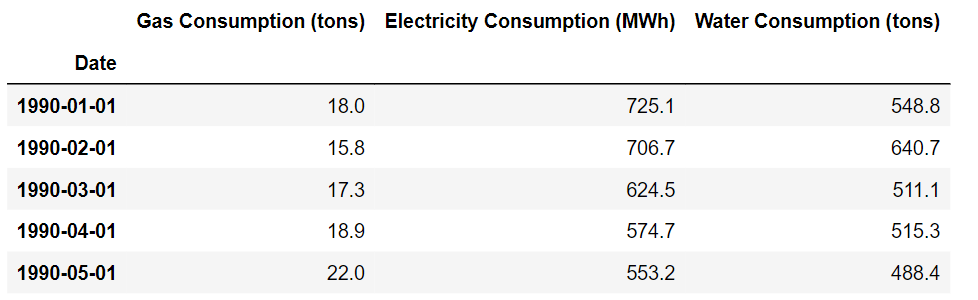 Gas Consumption (tons) Electricity Consumption (MWh) Water Consumption (tons)
Date
1990-01-01 18.0 725.1 548.8
1990-02-01 15.8 706.7 640.7
1990-03-01 17.3 624.5 511.1
1990-04-01 18.9 574.7 515.3
1990-05-01 22.0 553.2 488.4